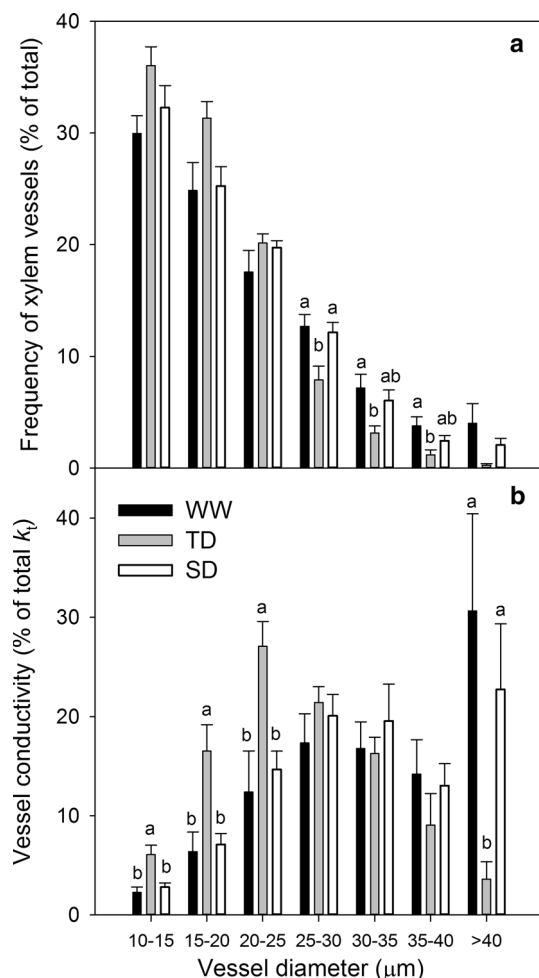 a
Frequency of xylem vessels (% of total)
40
30
20
10
0
a
b
a
a
b
ab
a
b
ab
b
Vessel conductivity (% of total kt)
WW
TD
SD
40
30
20
10
0
b
a
b
b
a
b
b
a
b
a
b
a
10-15 15-20 20-25 25-30 30-35 35-40 >40
Vessel diameter (μm)